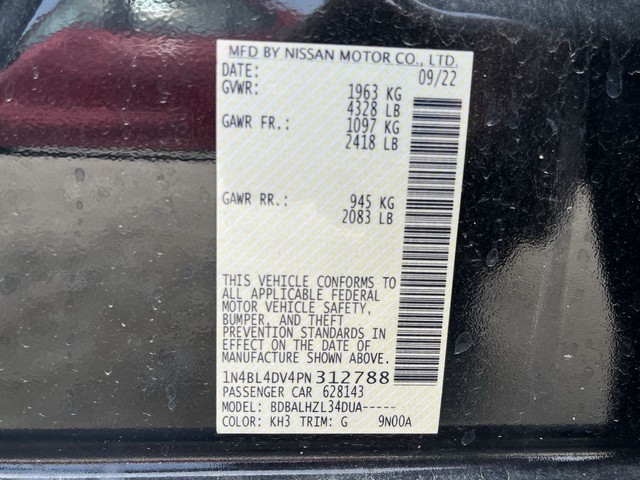 MFD BY NISSAN MOTOR CO., LTD.
DATE: 09/22
GVWR: 1963 KG
4328 LB
GAWR FR.: 1097 KG
2418 LB
GAWR RR.: 945 KG
2083 LB
THIS VEHICLE CONFORMS TO
ALL APPLICABLE FEDERAL
MOTOR VEHICLE SAFETY,
BUMPER, AND THEFT
PREVENTION STANDARDS IN
EFFECT ON THE DATE OF
MANUFACTURE SHOWN ABOVE.
1N4BL4DV4PN312788
PASSENGER CAR 628143
MODEL: BDBALHZL34DUA-----
COLOR: KH3 TRIM: G 9N00A